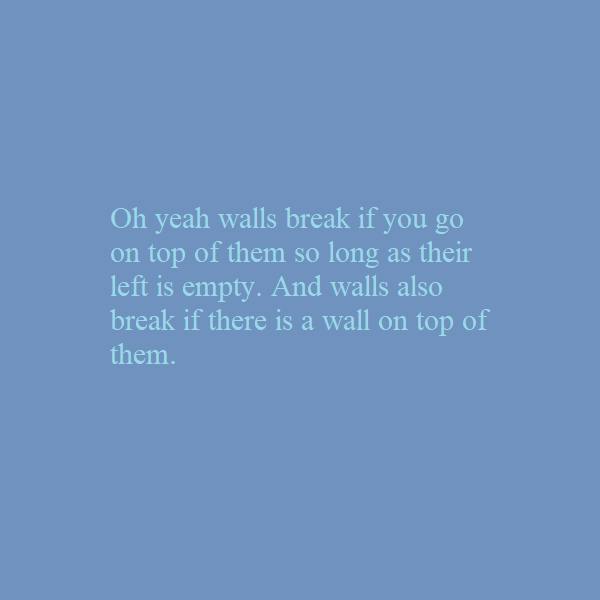 Oh yeah walls break if you go
on top of them so long as their
left is empty. And walls also
break if there is a wall on top of
them.